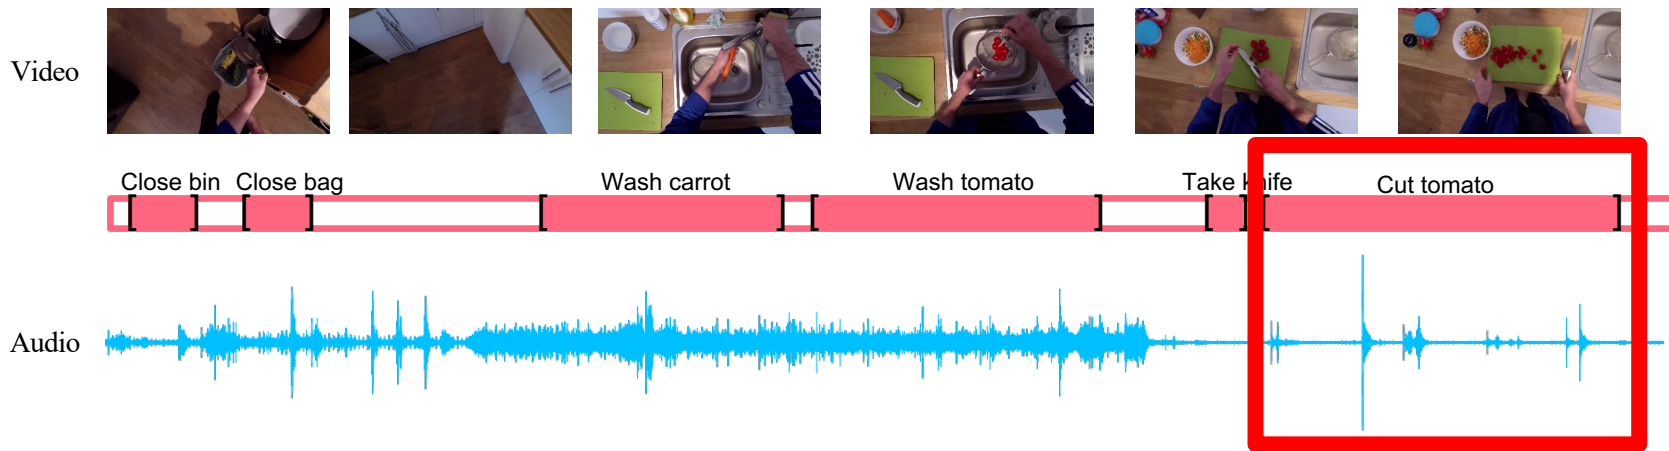 Video
Close bin
Close bag
Wash carrot
Wash tomato
Take knife
Cut tomato
Audio